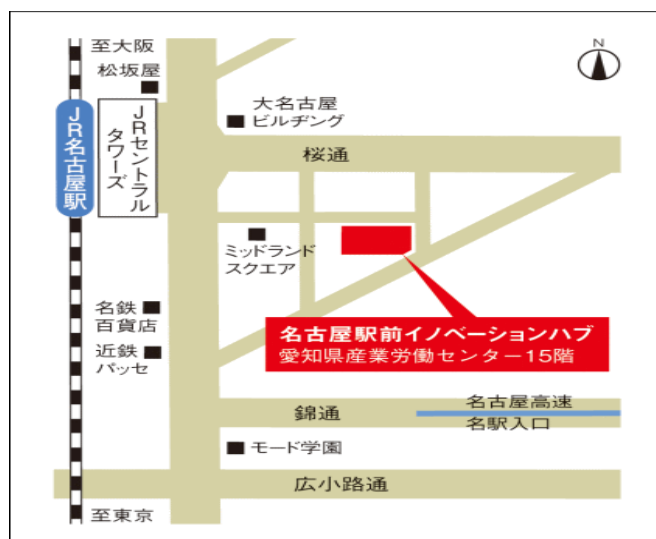 至大阪
松坂屋
N
JR名古屋駅
JRセントラル
タワーズ
大名古屋
ビルヂング
桜通
ミッドランド
スクエア
名鉄
百貨店
近鉄
パッセ
名古屋駅前イノベーションハブ
愛知県産業労働センター15階
錦通
名古屋高速
名駅入口
モード学園
広小路通
至東京